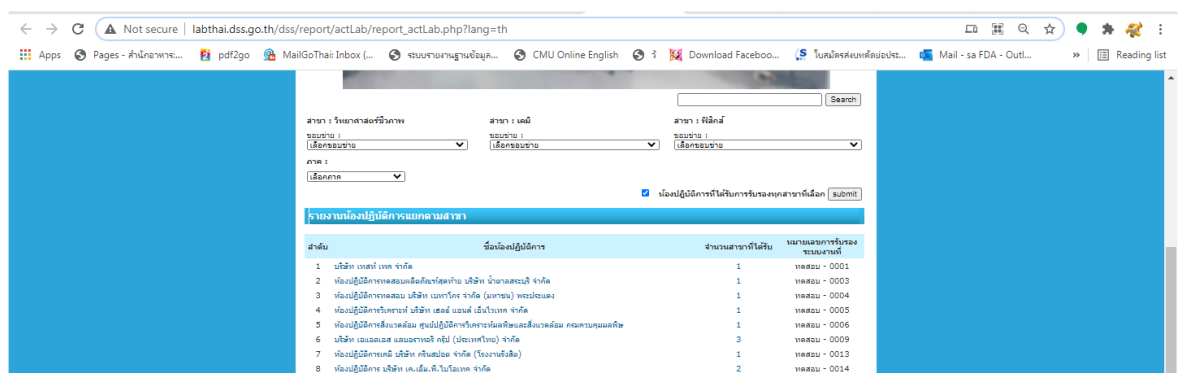 Not secure | labthai.dss.go.th/dss/report/actLab/report_actLab.php?lang=th
Apps Pages - สำนักอาหาร:... pdf2go MailGoThai: Inbox (... ระบบรายงานฐานข้อมูล... CMU Online English Download Faceboo... ใบสมัครสอบหัดย่อประ... Mail - sa FDA - Outl... » Reading list
Search
สาขา : วิทยาศาสตร์ชีวภาพ สาขา : เคมี สาขา : ฟิสิกส์
ขอบข่าย : ขอบข่าย : ขอบข่าย :
เลือกขอบข่าย เลือกขอบข่าย เลือกขอบข่าย
ภาค :
เลือกภาค
ห้องปฏิบัติการที่ได้รับการรับรองทุกสาขาที่เลือก submit
รายงานห้องปฏิบัติการแยกตามสาขา
ลำดับ ชื่อห้องปฏิบัติการ จำนวนสาขาที่ได้รับ หมายเลขการรับรองระบบงานที่
1 บริษัท เทสท์ เทค จำกัด 1 ทดสอบ - 0001
2 ห้องปฏิบัติการทดสอบผลิตภัณฑ์สุดท้าย บริษัท น้ำตาลสระบุรี จำกัด 1 ทดสอบ - 0003
3 ห้องปฏิบัติการทดสอบ บริษัท เบทาโกร จำกัด (มหาชน) พระประแดง 1 ทดสอบ - 0004
4 ห้องปฏิบัติการวิเคราะห์ บริษัท เฮลธ์ แอนด์ เอ็นไวเทค จำกัด 1 ทดสอบ - 0005
5 ห้องปฏิบัติการสิ่งแวดล้อม ศูนย์ปฏิบัติการวิเคราะห์มลพิษและสิ่งแวดล้อม กรมควบคุมมลพิษ 1 ทดสอบ - 0006
6 บริษัท เอแอลเอส แลบอราทอรี่ กรุ๊ป (ประเทศไทย) จำกัด 3 ทดสอบ - 0009
7 ห้องปฏิบัติการเคมี บริษัท กรีนสปอต จำกัด (โรงงานรังสิต) 1 ทดสอบ - 0013
8 ห้องปฏิบัติการ บริษัท เค.เอ็ม.พี.ไบโอเทค จำกัด 2 ทดสอบ - 0014